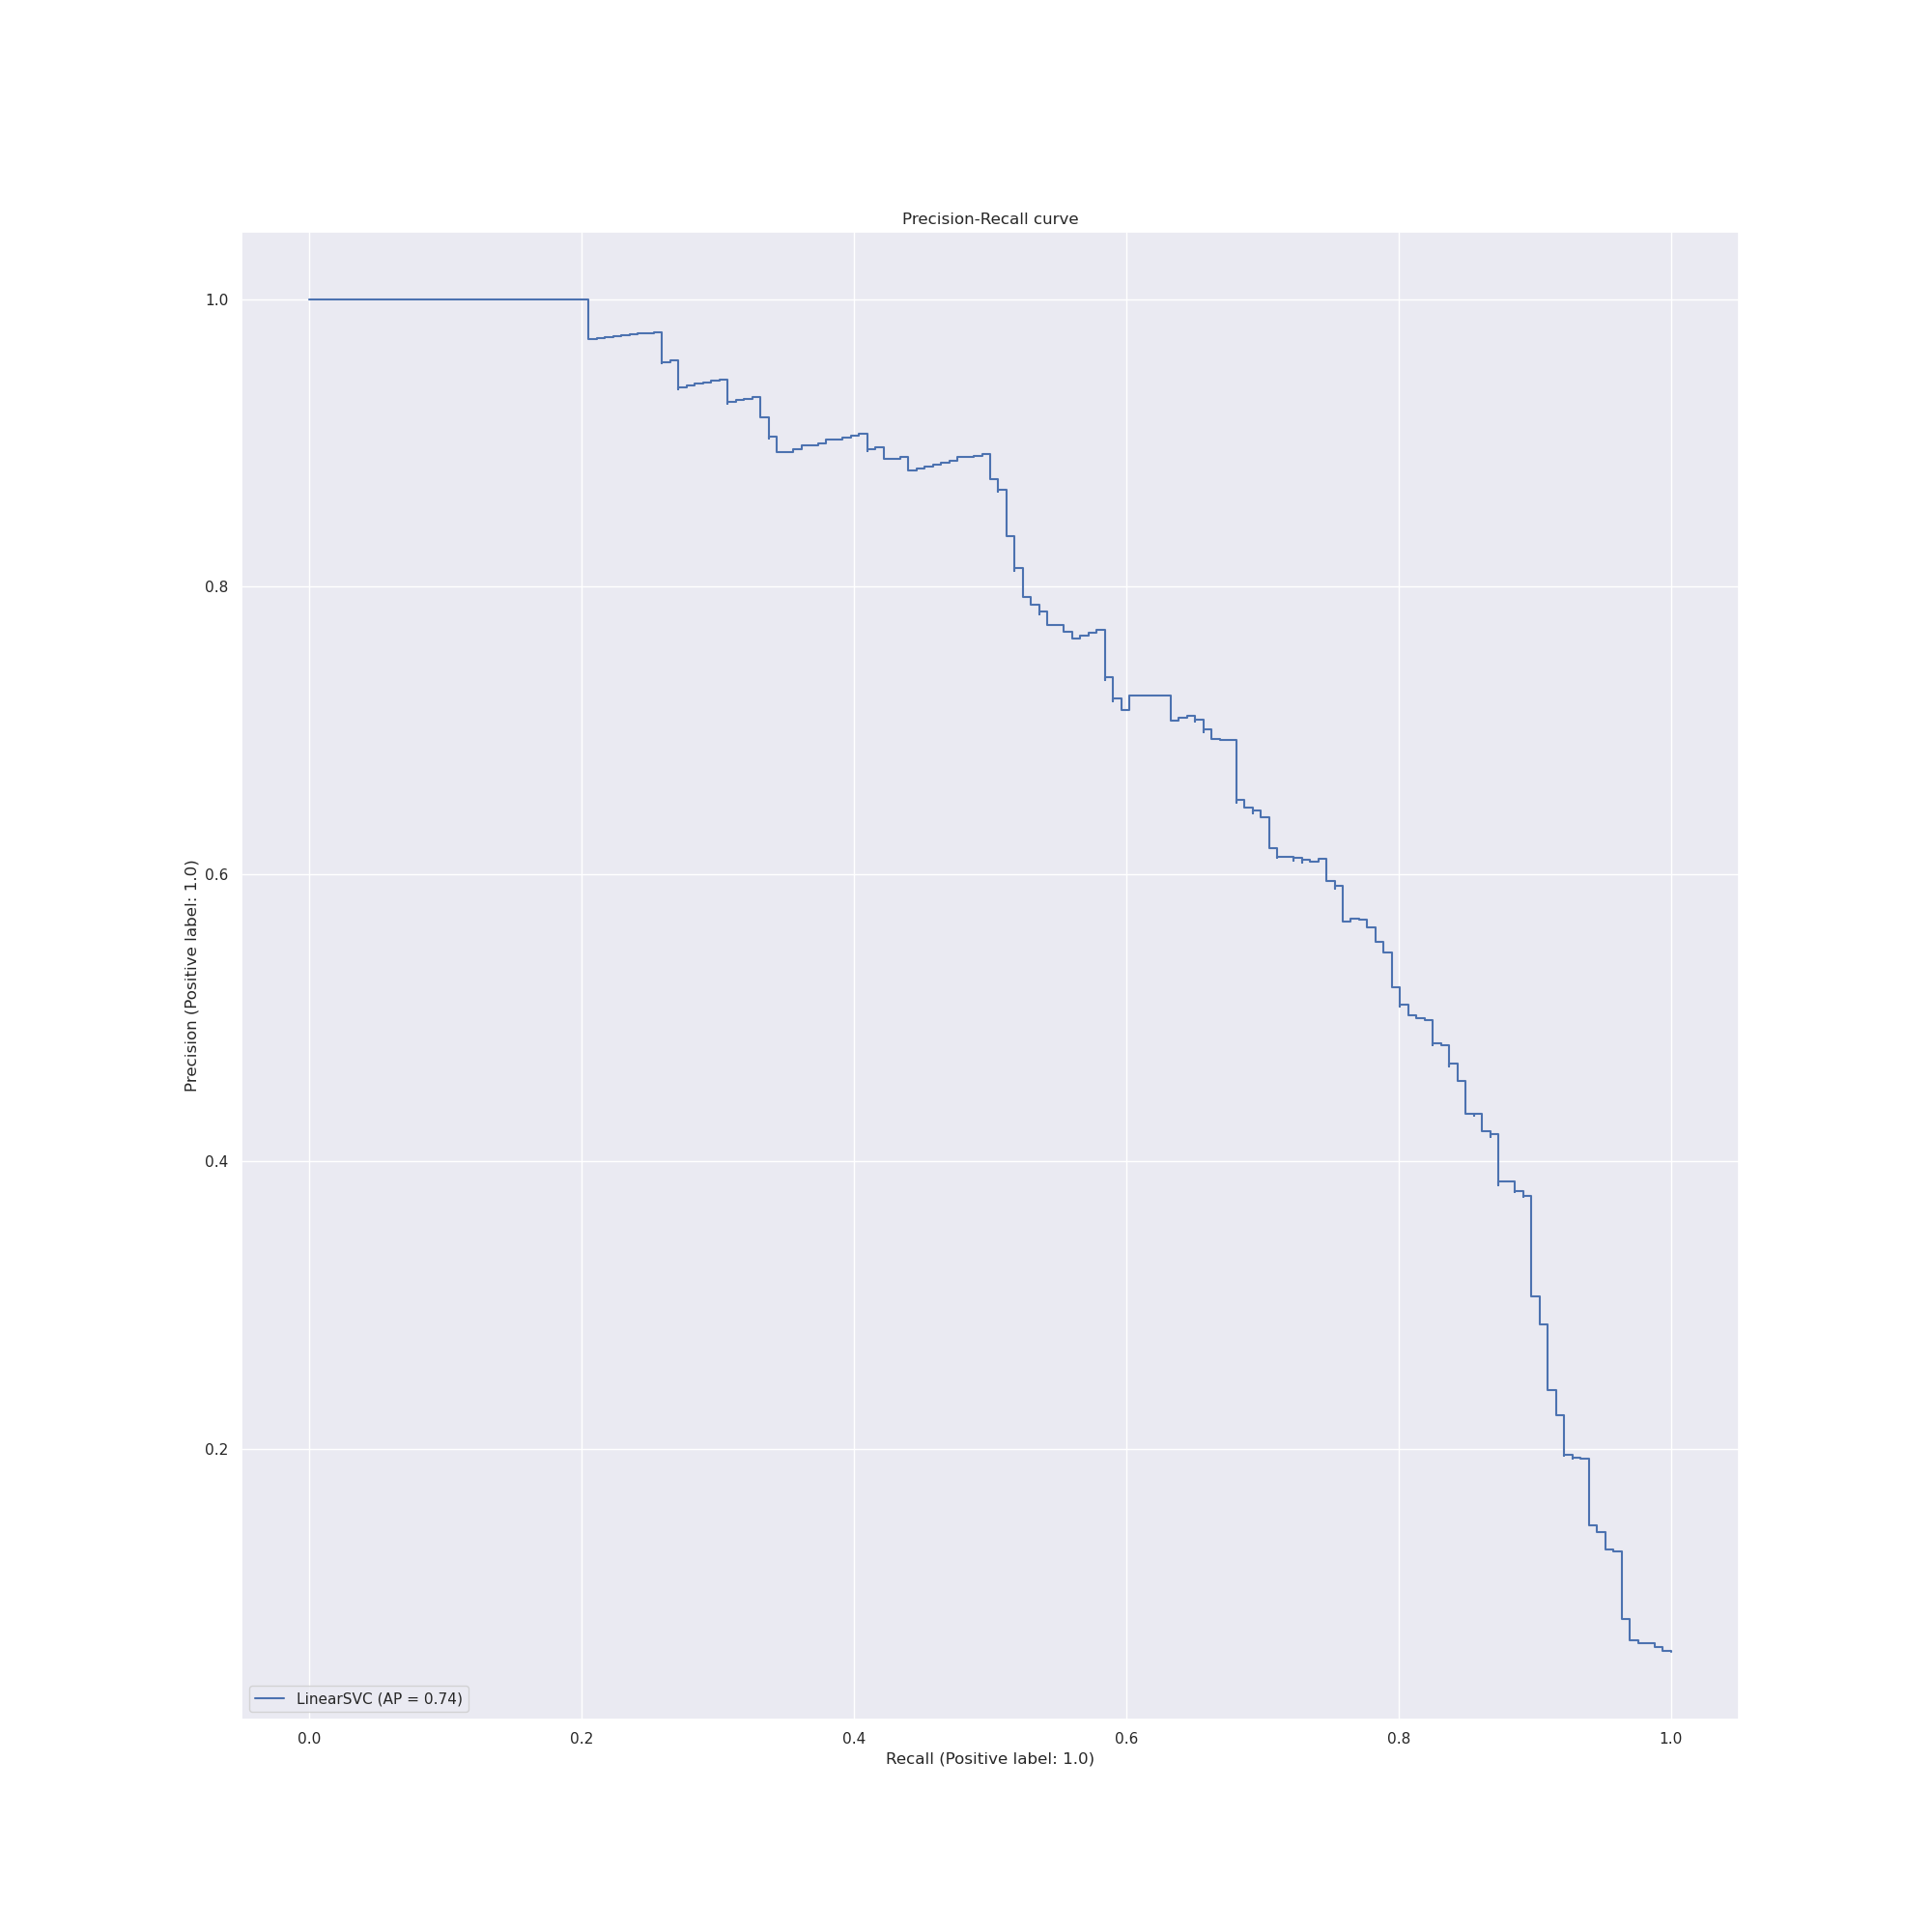 Precision-Recall curve
1.0
0.8
0.6
0.4
0.2
Precision (Positive label: 1.0)
LinearSVC (AP = 0.74)
0.0 0.2 0.4 0.6 0.8 1.0
Recall (Positive label: 1.0)